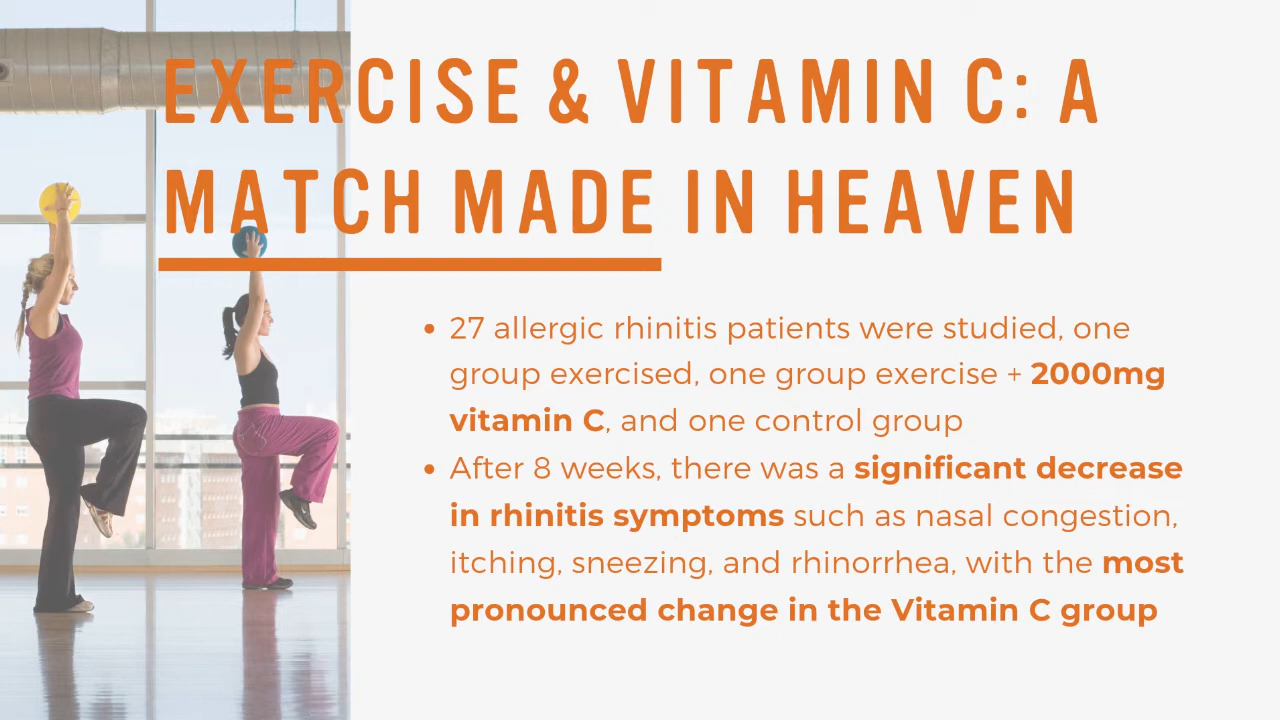 EXERCISE & VITAMIN C: A
MATCH MADE IN HEAVEN
• 27 allergic rhinitis patients were studied, one
group exercised, one group exercise + 2000mg
vitamin C, and one control group
• After 8 weeks, there was a significant decrease
in rhinitis symptoms such as nasal congestion,
itching, sneezing, and rhinorrhea, with the most
pronounced change in the Vitamin C group